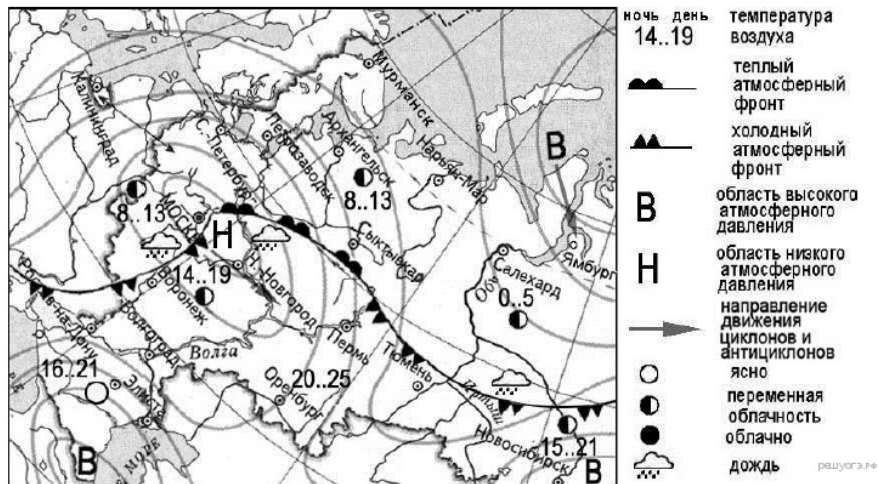 Мурманск
Калининград
С.-Петербург
Петрозаводск
Архангельск
Нарьян-Мар
В
8..13
8..13
МОСКВА
Н
Сыктывкар
Ямбург
Салехард
Обь
0..5
14..19
Н. Новгород
Воронеж
Ростов-на-Дону
Волгоград
Волга
Пермь
Тюмень
Иртыш
16..21
Элиста
Оренбург
20..25
Новосибирск
15..21
В
МОРЕ
В
ночь день
14..19
температура
воздуха
теплый
атмосферный
фронт
холодный
атмосферный
фронт
В
область высокого
атмосферного
давления
Н
область низкого
атмосферного
давления
направление
движения
циклонов и
антициклонов
ясно
переменная
облачность
облачно
дождь
решуогэ.рф